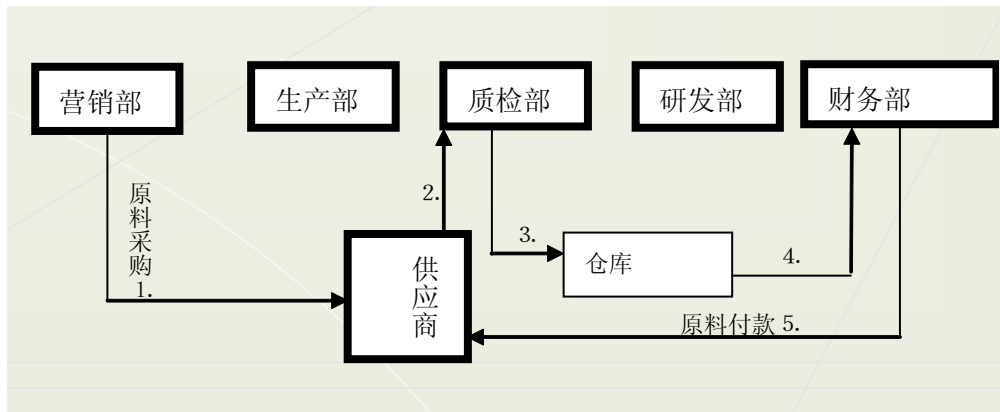 营销部
生产部
质检部
研发部
财务部
原料采购
1.
2.
3.
仓库
4.
供应商
原料付款 5.